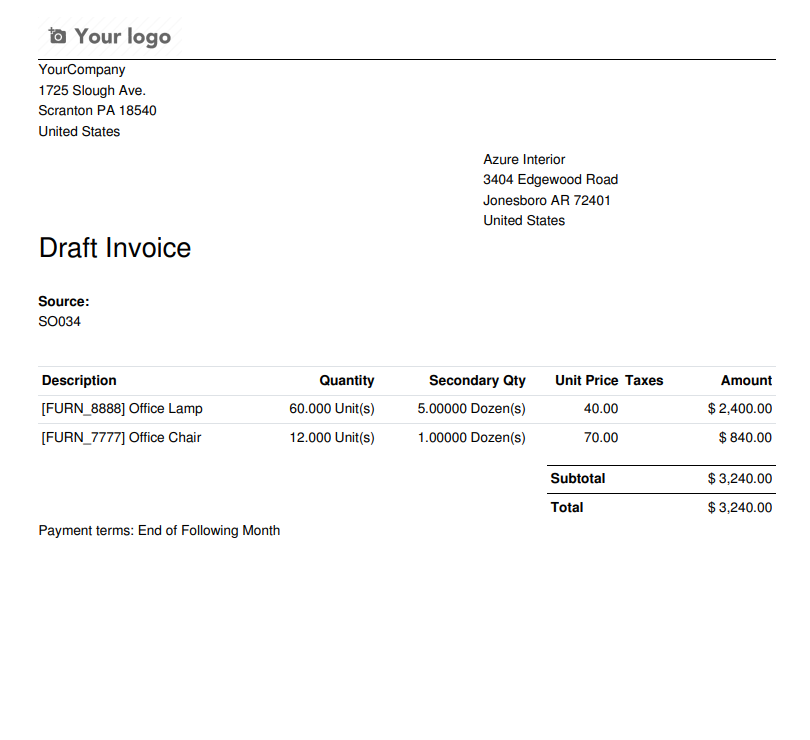 Your logo
YourCompany
1725 Slough Ave.
Scranton PA 18540
United States
Azure Interior
3404 Edgewood Road
Jonesboro AR 72401
United States
Draft Invoice
Source:
SO034
Description Quantity Secondary Qty Unit Price Taxes Amount
[FURN_8888] Office Lamp 60.000 Unit(s) 5.00000 Dozen(s) 40.00 $ 2,400.00
[FURN_7777] Office Chair 12.000 Unit(s) 1.00000 Dozen(s) 70.00 $ 840.00
Subtotal $ 3,240.00
Total $ 3,240.00
Payment terms: End of Following Month